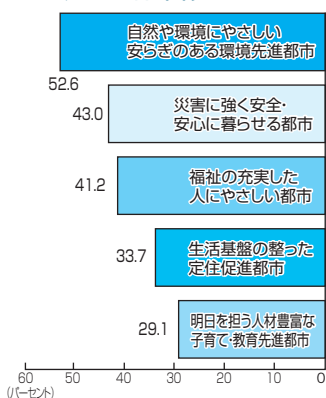 自然や環境にやさしい
安らぎのある環境先進都市
52.6
災害に強く安全・
安心に暮らせる都市
43.0
福祉の充実した
人にやさしい都市
41.2
生活基盤の整った
定住促進都市
33.7
明日を担う人材豊富な
子育て・教育先進都市
29.1
60 50 40 30 20 10 0
(パーセント)